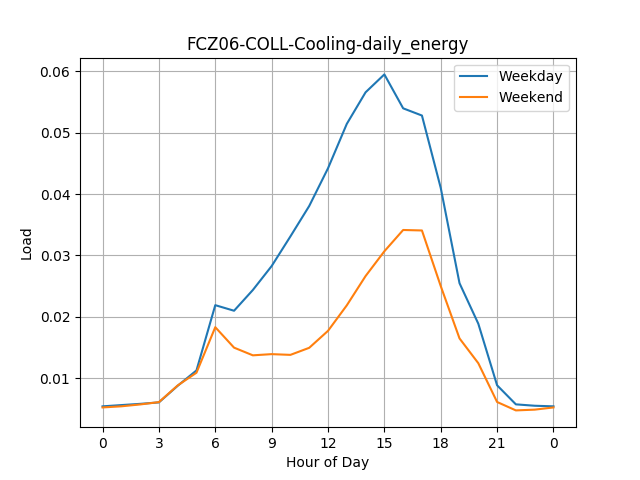 FCZ06-COLL-Cooling-daily_energy
Weekday
Weekend
0.06
0.05
0.04
0.03
0.02
0.01
Load
0 3 6 9 12 15 18 21 0
Hour of Day